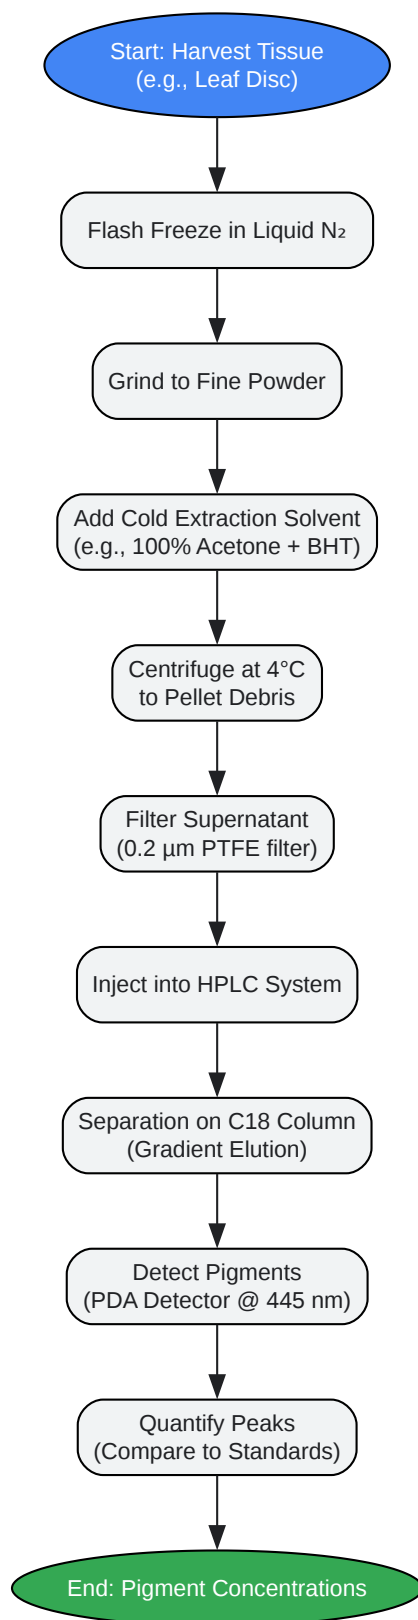 Start: Harvest Tissue
(e.g., Leaf Disc)
Flash Freeze in Liquid N₂
Grind to Fine Powder
Add Cold Extraction Solvent
(e.g., 100% Acetone + BHT)
Centrifuge at 4°C
to Pellet Debris
Filter Supernatant
(0.2 µm PTFE filter)
Inject into HPLC System
Separation on C18 Column
(Gradient Elution)
Detect Pigments
(PDA Detector @ 445 nm)
Quantify Peaks
(Compare to Standards)
End: Pigment Concentrations